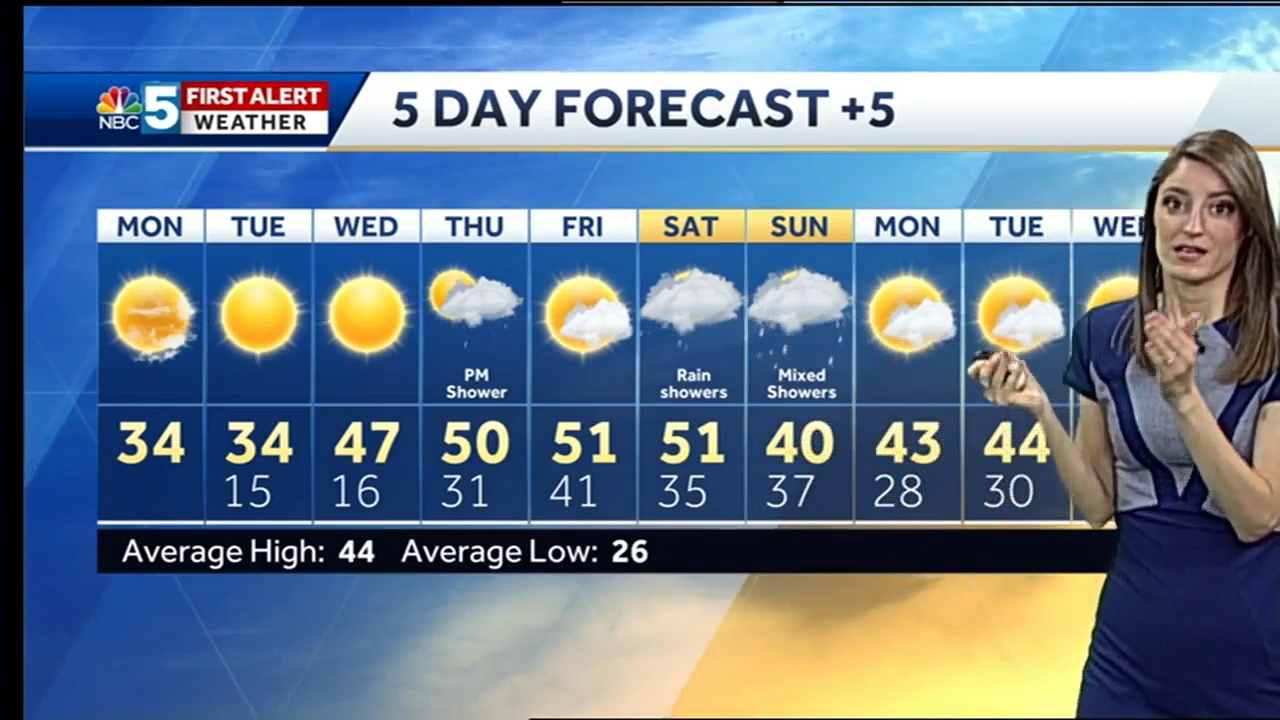 NBC 5 FIRST ALERT WEATHER
5 DAY FORECAST +5
MON TUE WED THU FRI SAT SUN MON TUE
PM Shower
Rain showers
Mixed Showers
34 34 47 50 51 51 40 43 44
15 16 31 41 35 37 28 30
Average High: 44 Average Low: 26